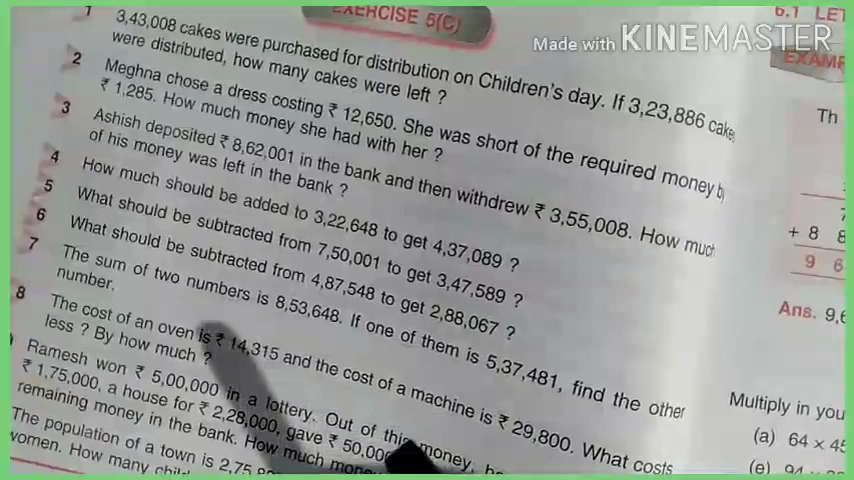 EXERCISE 5(C)
Made with KINEMASTER
1 3,43,008 cakes were purchased for distribution on Children's day. If 3,23,886 cakes
were distributed, how many cakes were left ?
2 Meghna chose a dress costing ₹ 12,650. She was short of the required money by
₹ 1,285. How much money she had with her ?
3 Ashish deposited ₹ 8,62,001 in the bank and then withdrew ₹ 3,55,008. How much
of his money was left in the bank ?
4 How much should be added to 3,22,648 to get 4,37,089 ?
5 What should be subtracted from 7,50,001 to get 3,47,589 ?
6 What should be subtracted from 4,87,548 to get 2,88,067 ?
7 The sum of two numbers is 8,53,648. If one of them is 5,37,481, find the other
number.
8 The cost of an oven is ₹ 14,315 and the cost of a machine is ₹ 29,800. What costs
less ? By how much ?
Ramesh won ₹ 5,00,000 in a lottery. Out of this money, he
₹ 1,75,000, a house for ₹ 2,28,000, gave ₹ 50,000
remaining money in the bank. How much money
The population of a town is 2,75,
women. How many
6.1 LET
EXAMP
Th
7
+ 8 8
9 6
Ans. 9,6
Multiply in you
(a) 64 × 45
(e) 94 ×